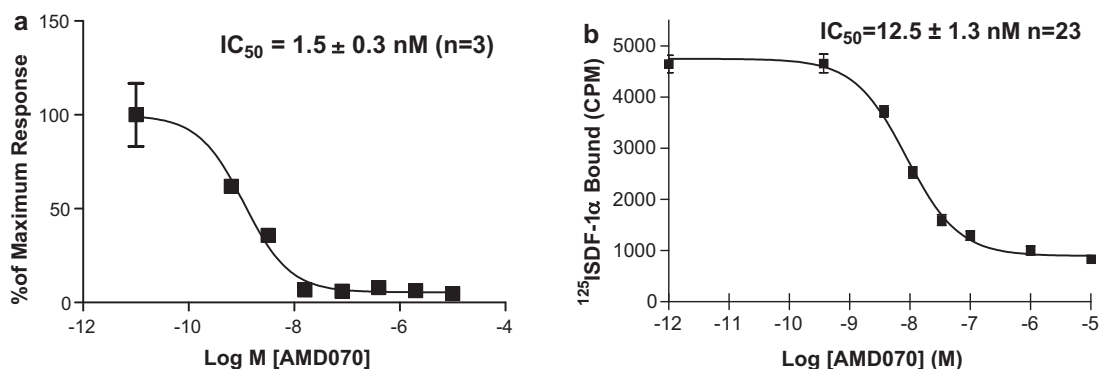 a
IC50 = 1.5 ± 0.3 nM (n=3)
%of Maximum Response
150
100
50
0
-12 -10 -8 -6 -4
Log M [AMD070]
b
IC50=12.5 ± 1.3 nM n=23
125ISDF-1α Bound (CPM)
5000
4000
3000
2000
1000
0
-12 -11 -10 -9 -8 -7 -6 -5
Log [AMD070] (M)